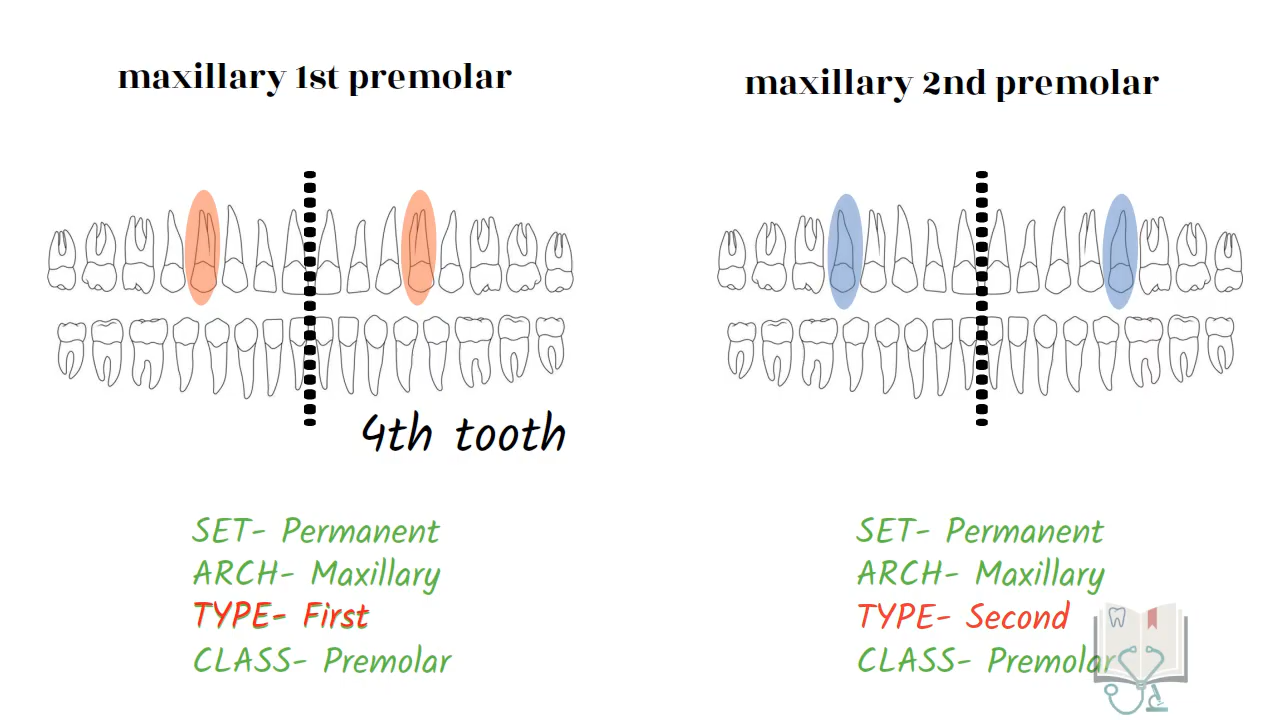 maxillary 1st premolar
4th tooth
SET- Permanent
ARCH- Maxillary
TYPE- First
CLASS- Premolar
maxillary 2nd premolar
SET- Permanent
ARCH- Maxillary
TYPE- Second
CLASS- Premolar